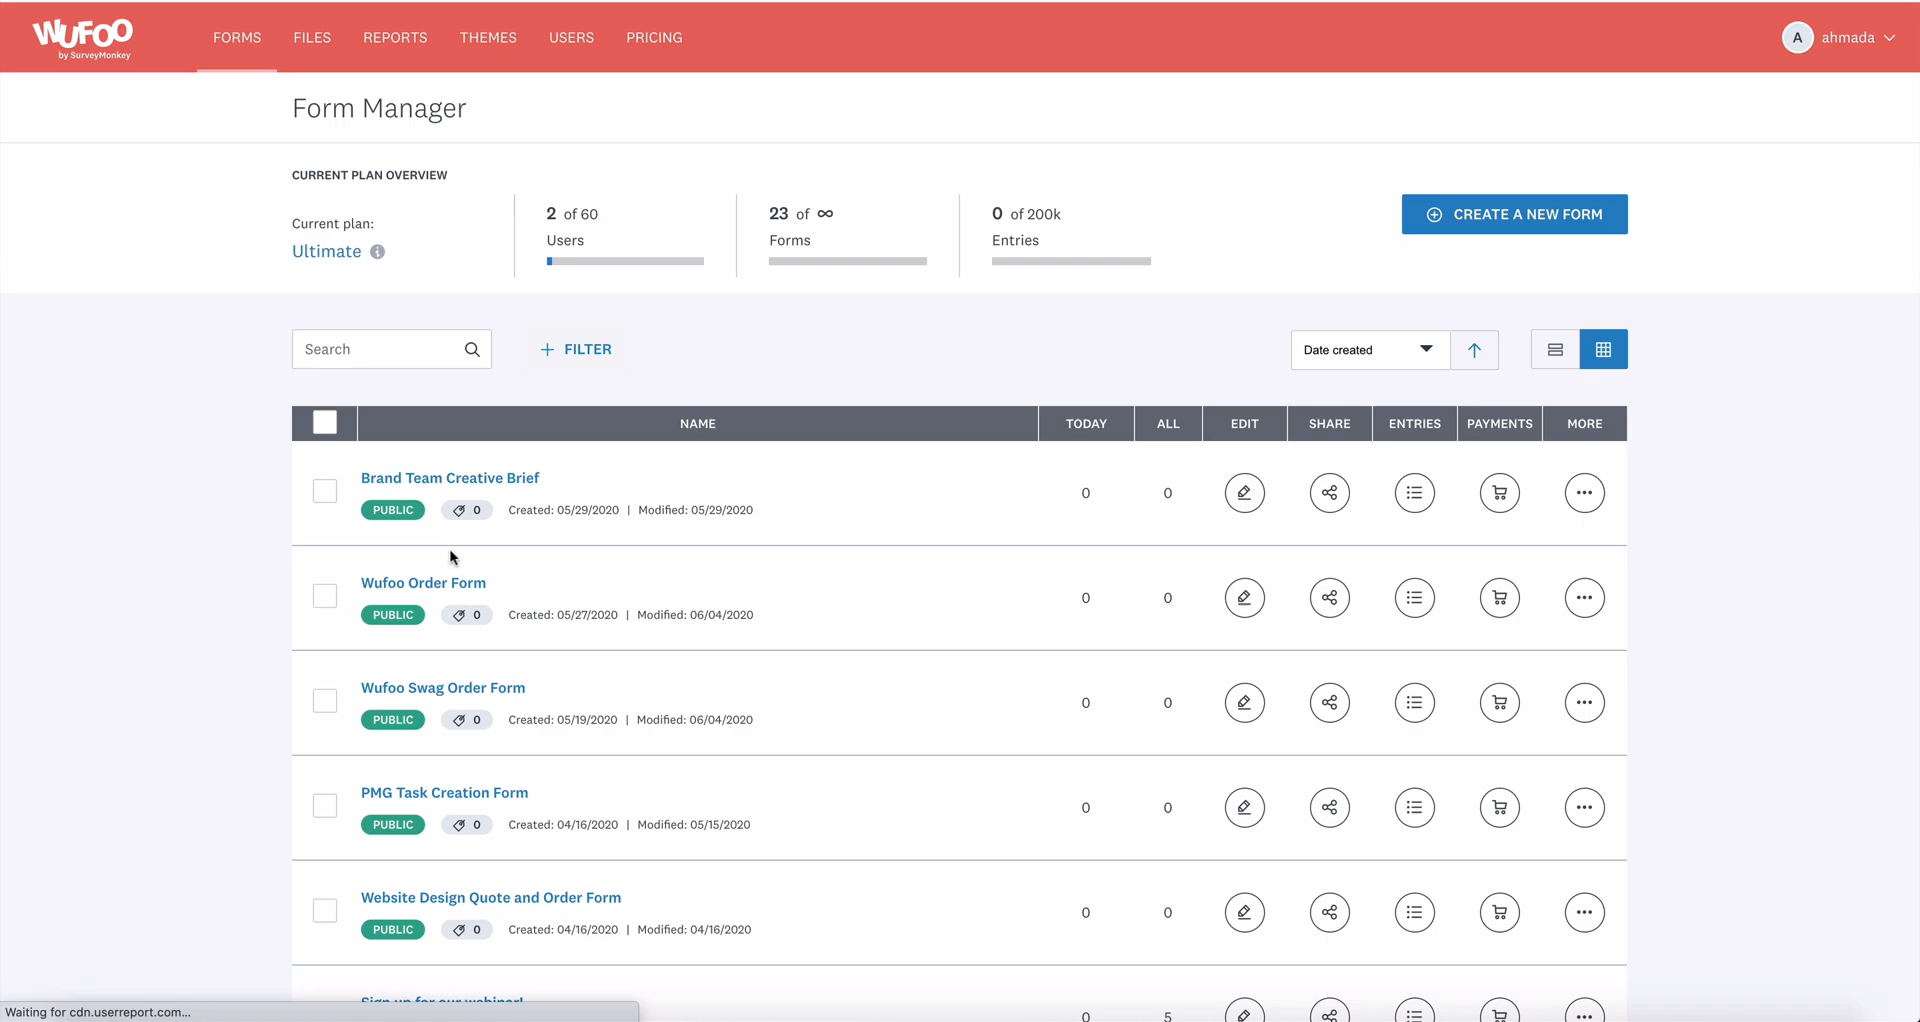 WUFOO
by SurveyMonkey
FORMS FILES REPORTS THEMES USERS PRICING
A ahmada
Form Manager
CURRENT PLAN OVERVIEW
Current plan:
Ultimate
2 of 60
Users
23 of ∞
Forms
0 of 200k
Entries
CREATE A NEW FORM
Search
+ FILTER
Date created
NAME TODAY ALL EDIT SHARE ENTRIES PAYMENTS MORE
Brand Team Creative Brief
PUBLIC 0 Created: 05/29/2020 | Modified: 05/29/2020
0 0
Wufoo Order Form
PUBLIC 0 Created: 05/27/2020 | Modified: 06/04/2020
0 0
Wufoo Swag Order Form
PUBLIC 0 Created: 05/19/2020 | Modified: 06/04/2020
0 0
PMG Task Creation Form
PUBLIC 0 Created: 04/16/2020 | Modified: 05/15/2020
0 0
Website Design Quote and Order Form
PUBLIC 0 Created: 04/16/2020 | Modified: 04/16/2020
0 0
Sign up for our webinar!
0 5
Waiting for cdn.userreport.com...